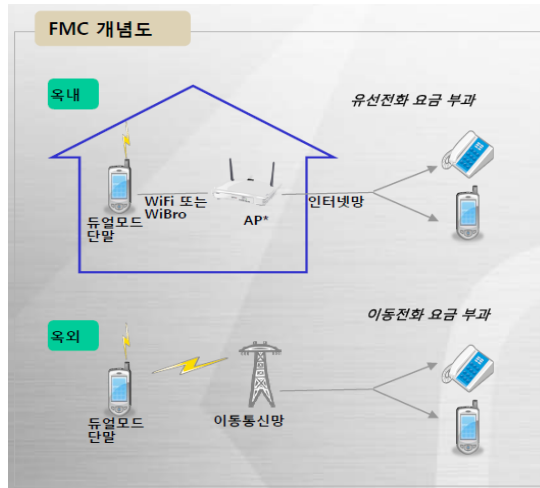 FMC 개념도
옥내
유선전화 요금 부과
WiFi 또는
WiBro
듀얼모드
단말
AP*
인터넷망
옥외
이동전화 요금 부과
듀얼모드
단말
이동통신망